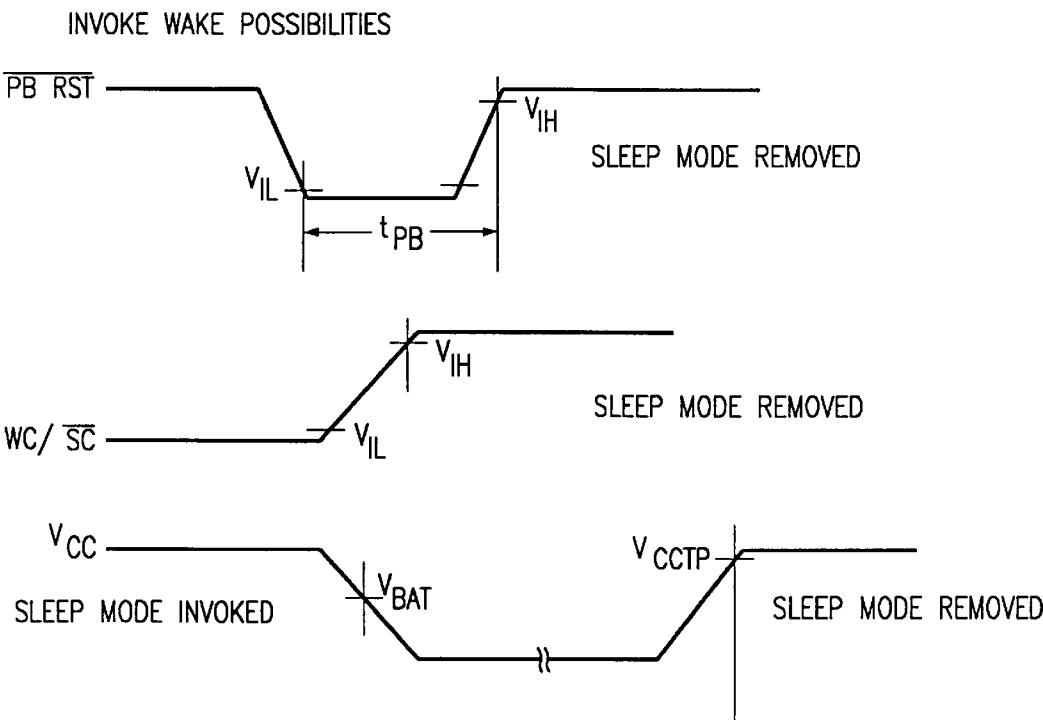 INVOKE WAKE POSSIBILITIES
PB RST
VIH
SLEEP MODE REMOVED
VIL
tPB
VIH
SLEEP MODE REMOVED
WC/ SC
VIL
VCC
VCCTP
VBAT
SLEEP MODE INVOKED
SLEEP MODE REMOVED